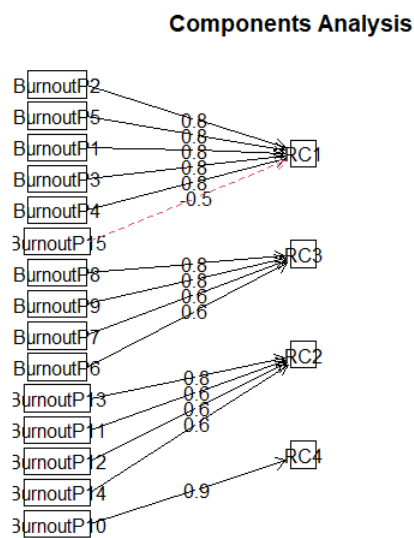 Components Analysis
BurnoutP2
BurnoutP5
0.8
BurnoutP1
0.8
RC1
0.8
BurnoutP3
0.8
0.8
BurnoutP4
-0.5
BurnoutP15
BurnoutP8
0.8
RC3
BurnoutP9
0.8
0.6
BurnoutP7
0.6
BurnoutP6
0.8
RC2
BurnoutP13
0.6
BurnoutP11
0.6
0.6
BurnoutP12
RC4
BurnoutP14
0.9
BurnoutP10